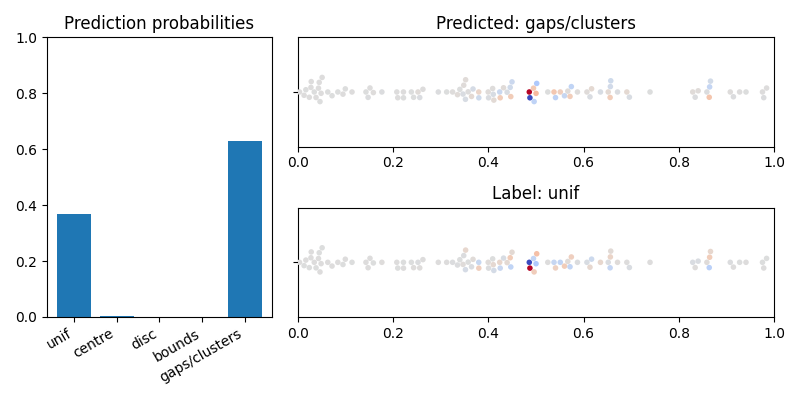 Prediction probabilities
1.0
0.8
0.6
0.4
0.2
0.0
unif
centre
disc
bounds
gaps/clusters
Predicted: gaps/clusters
0.0 0.2 0.4 0.6 0.8 1.0
Label: unif
0.0 0.2 0.4 0.6 0.8 1.0